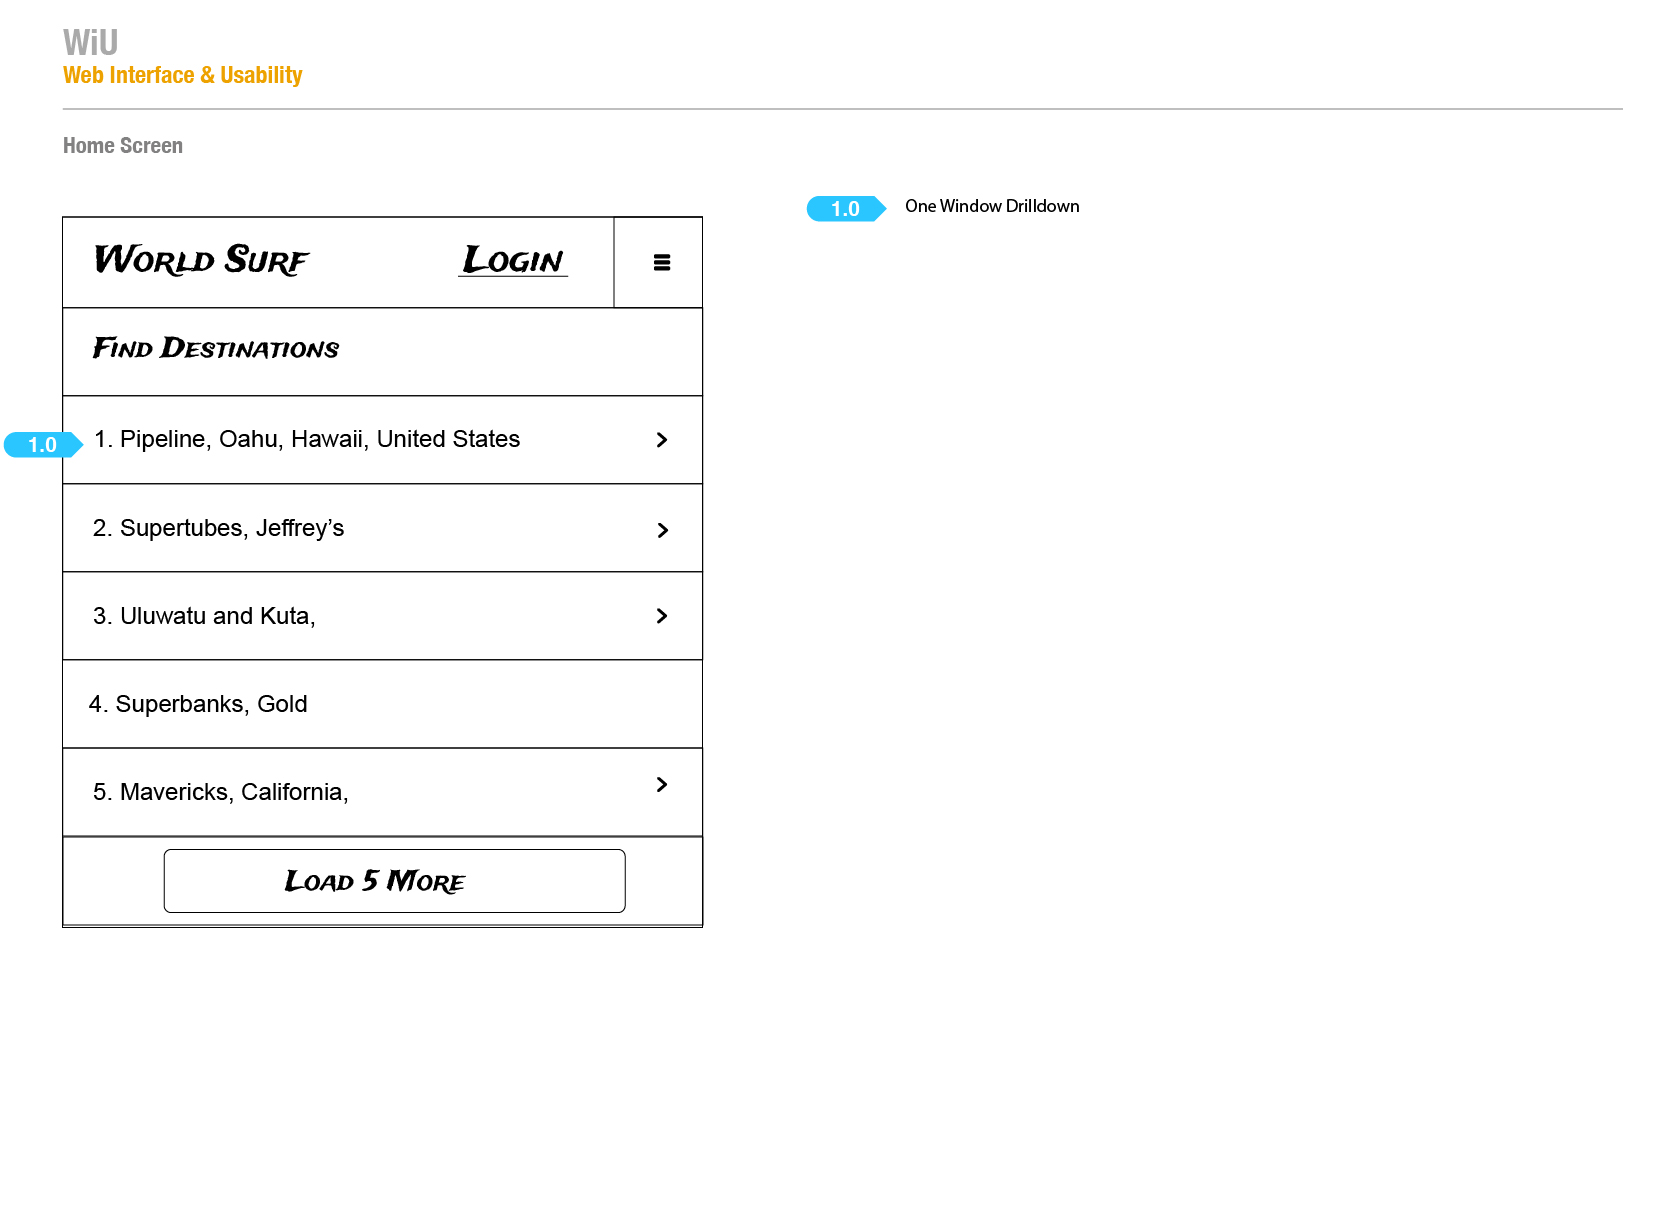 WiU
Web Interface & Usability
Home Screen
1.0 One Window Drilldown
World Surf Login
Find Destinations
1.0 1. Pipeline, Oahu, Hawaii, United States
2. Supertubes, Jeffrey’s
3. Uluwatu and Kuta,
4. Superbanks, Gold
5. Mavericks, California,
Load 5 More